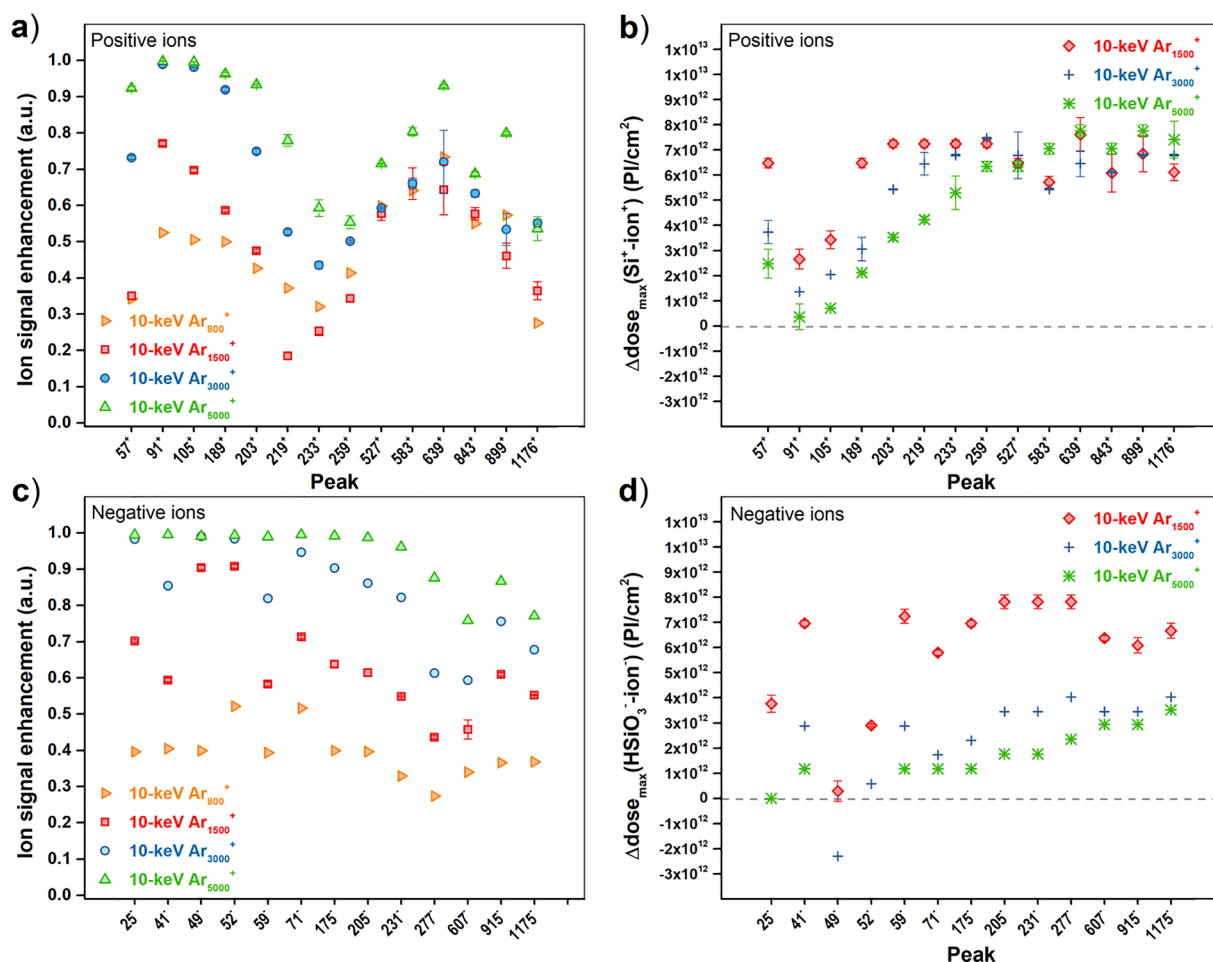 a)
Positive ions
Ion signal enhancement (a.u.)
1.0
0.9
0.8
0.7
0.6
0.5
0.4
0.3
0.2
0.1
0.0
10-keV Ar800+
10-keV Ar1500+
10-keV Ar3000+
10-keV Ar5000+
57+
91+
105+
189+
203+
219+
233+
259+
527+
583+
639+
843+
899+
1176+
Peak
b)
Positive ions
Δdosemax(Si+-ion+) (PI/cm2)
1x10^13
1x10^13
9x10^12
8x10^12
7x10^12
6x10^12
5x10^12
4x10^12
3x10^12
2x10^12
1x10^12
0
-1x10^12
-2x10^12
-3x10^12
10-keV Ar1500+
10-keV Ar3000+
10-keV Ar5000+
57+
91+
105+
189+
203+
219+
233+
259+
527+
583+
639+
843+
899+
1176+
Peak
c)
Negative ions
Ion signal enhancement (a.u.)
1.0
0.9
0.8
0.7
0.6
0.5
0.4
0.3
0.2
0.1
0.0
10-keV Ar800+
10-keV Ar1500+
10-keV Ar3000+
10-keV Ar5000+
25-
41-
49-
52-
59-
71-
175-
205-
231-
277-
607-
915-
1175-
d)
Negative ions
Δdosemax(HSiO3--ion-) (PI/cm2)
1x10^13
1x10^13
9x10^12
8x10^12
7x10^12
6x10^12
5x10^12
4x10^12
3x10^12
2x10^12
1x10^12
0
-1x10^12
-2x10^12
-3x10^12
10-keV Ar1500+
10-keV Ar3000+
10-keV Ar5000+
25-
41-
49-
52-
59-
71-
175-
205-
231-
277-
607-
915-
1175-
Peak